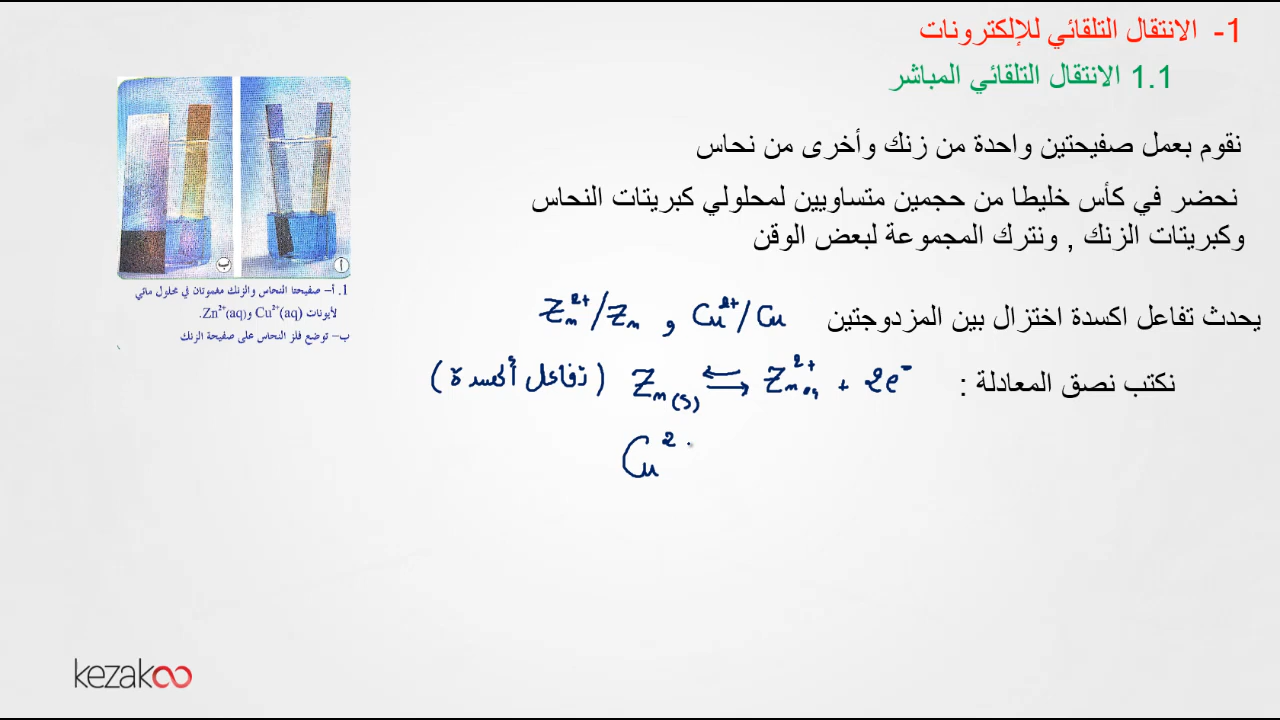 1- الانتقال التلقائي للإلكترونات
1.1 الانتقال التلقائي المباشر
نقوم بعمل صفيحتين واحدة من زنك وأخرى من نحاس
نحضر في كأس خليطا من حجمين متساويين لمحلولي كبريتات النحاس
وكبريتات الزنك , ونترك المجموعة لبعض الوقن
يحدث تفاعل اكسدة اختزال بين المزدوجتين Cu²⁺/Cu و Zn²⁺/Zn
نكتب نصق المعادلة : Zn(s) ⇌ Zn²⁺aq + 2e⁻ (تفاعل أكسدة)
Cu²
ب
أ
1. أ- صفيحتا النحاس والزنك مغموتان في محلول مائي
لأيونات Cu²⁺(aq) و Zn²⁺(aq).
ب- توضع فلز النحاس على صفيحة الزنك
kezakoo